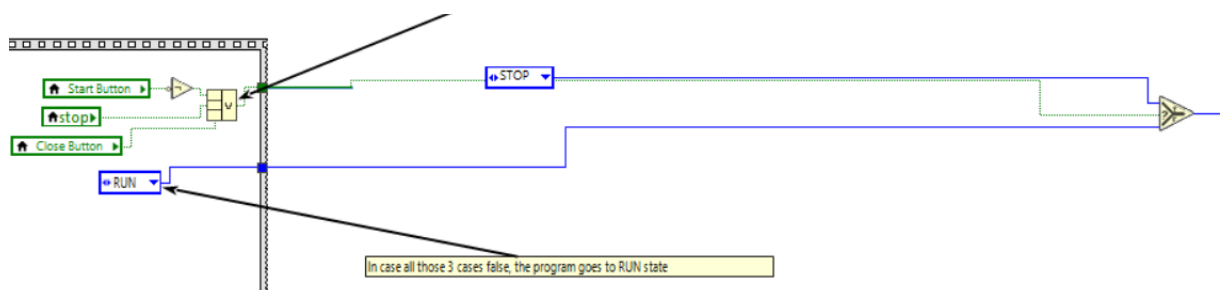 STOP
Start Button
stop
Close Button
RUN
In case all those 3 cases false, the program goes to RUN state